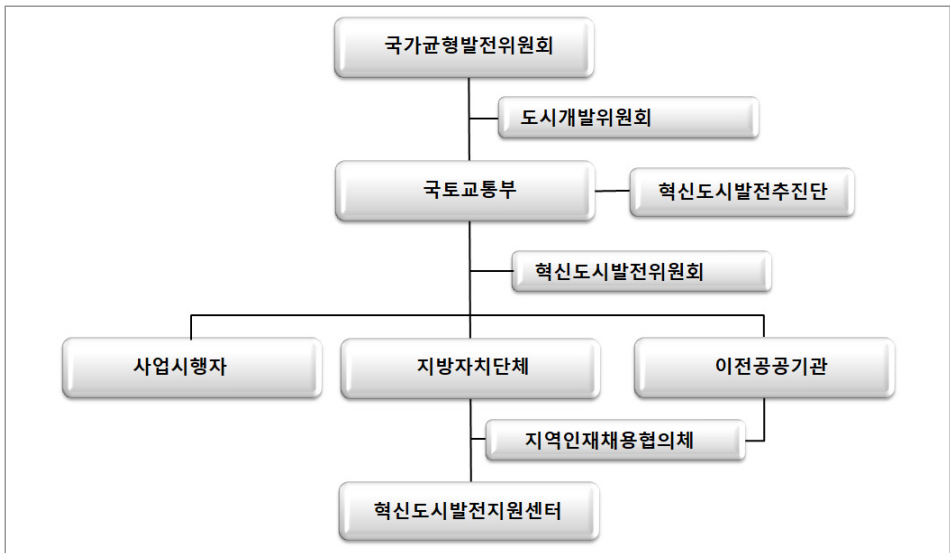 국가균형발전위원회
도시개발위원회
국토교통부
혁신도시발전추진단
혁신도시발전위원회
사업시행자
지방자치단체
이전공공기관
지역인재채용협의체
혁신도시발전지원센터